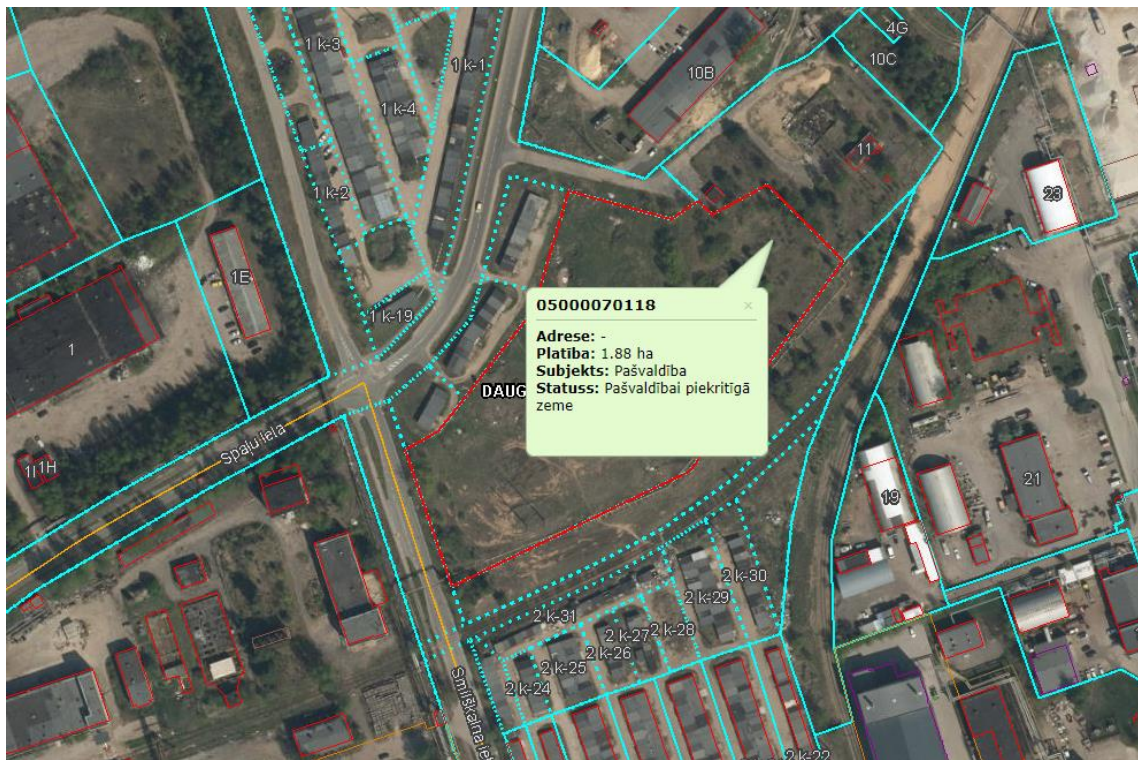 4G
10C
1 k-3
1 k-1
10B
1 k-4
11
1 k-2
23
1E
05000070118
×
1 k-19
Adrese: -
Platība: 1.88 ha
Subjekts: Pašvaldība
Statuss: Pašvaldībai piekritīgā
zeme
1
DAUG
Spaļu iela
1H
19
21
2 k-30
2 k-29
2 k-31
2 k-28
2 k-27
2 k-26
2 k-25
2 k-24
Smilškalna iel
2 k-22